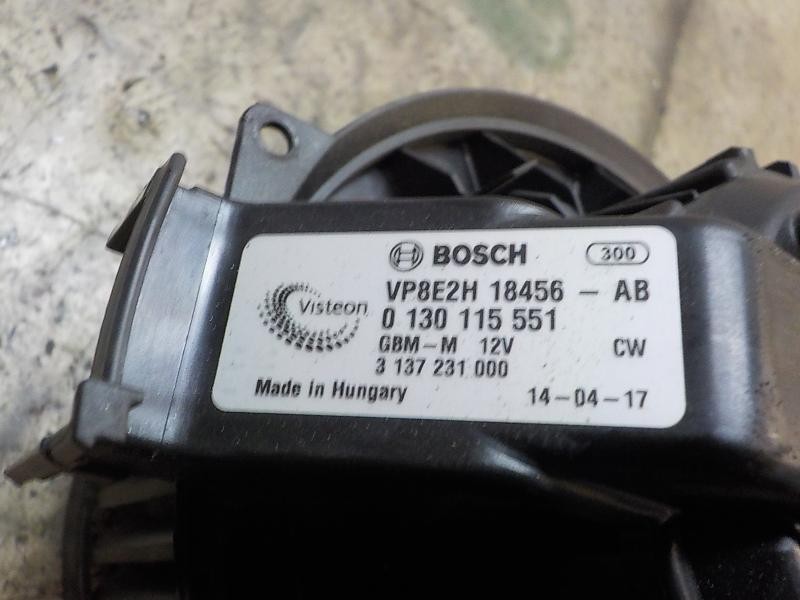 BOSCH 300
VP8E2H 18456 - AB
Visteon
0 130 115 551
GBM-M 12V CW
3 137 231 000
Made in Hungary 14-04-17